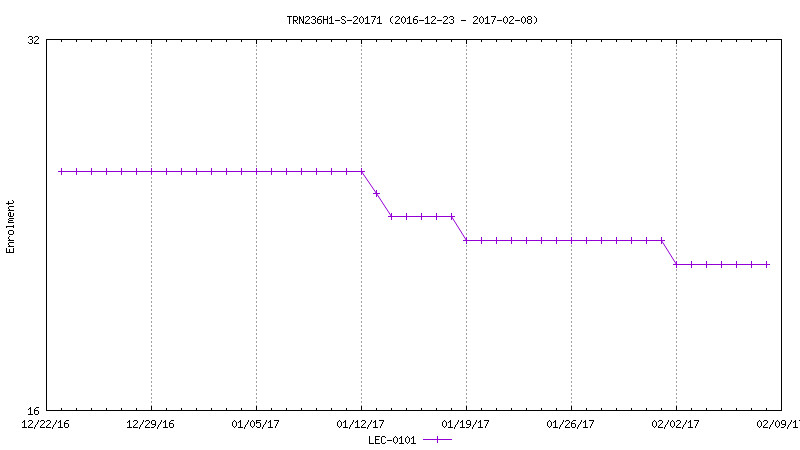 TRN236H1-S-20171 (2016-12-23 - 2017-02-08)
32
Enrolment
16
12/22/16 12/29/16 01/05/17 01/12/17 01/19/17 01/26/17 02/02/17 02/09/1
LEC-0101